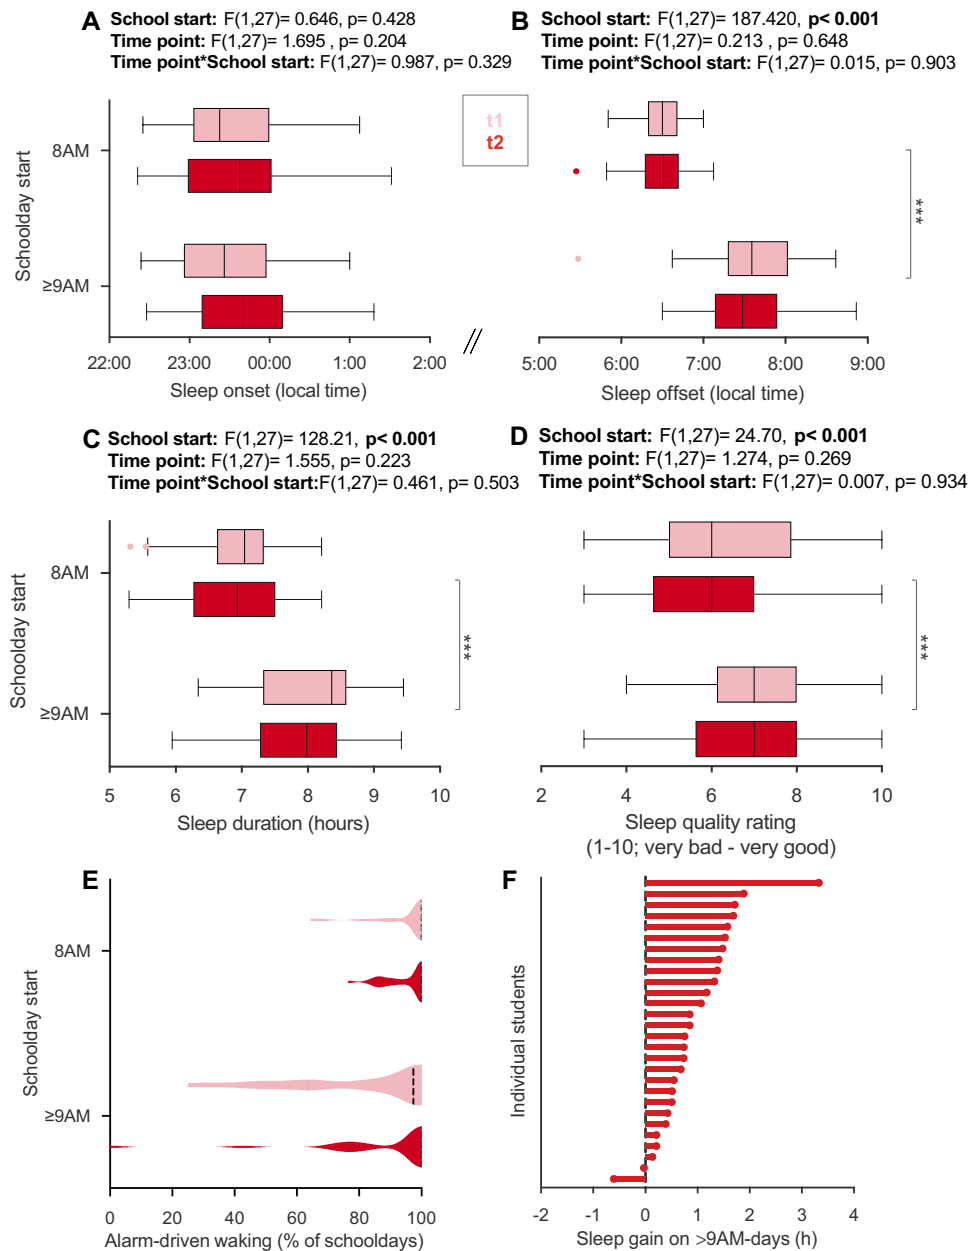 A School start: F(1,27)= 0.646, p= 0.428
Time point: F(1,27)= 1.695 , p= 0.204
Time point*School start: F(1,27)= 0.987, p= 0.329
Schoolday start
8AM
≥9AM
22:00 23:00 00:00 1:00 2:00
Sleep onset (local time)
t1
t2
//
B School start: F(1,27)= 187.420, p< 0.001
Time point: F(1,27)= 0.213 , p= 0.648
Time point*School start: F(1,27)= 0.015, p= 0.903
***
5:00 6:00 7:00 8:00 9:00
Sleep offset (local time)
C School start: F(1,27)= 128.21, p< 0.001
Time point: F(1,27)= 1.555, p= 0.223
Time point*School start:F(1,27)= 0.461, p= 0.503
Schoolday start
8AM
≥9AM
***
5 6 7 8 9 10
Sleep duration (hours)
D School start: F(1,27)= 24.70, p< 0.001
Time point: F(1,27)= 1.274, p= 0.269
Time point*School start: F(1,27)= 0.007, p= 0.934
***
2 4 6 8 10
Sleep quality rating
(1-10; very bad - very good)
E
Schoolday start
8AM
≥9AM
0 20 40 60 80 100
Alarm-driven waking (% of schooldays)
F
Individual students
-2 -1 0 1 2 3 4
Sleep gain on >9AM-days (h)